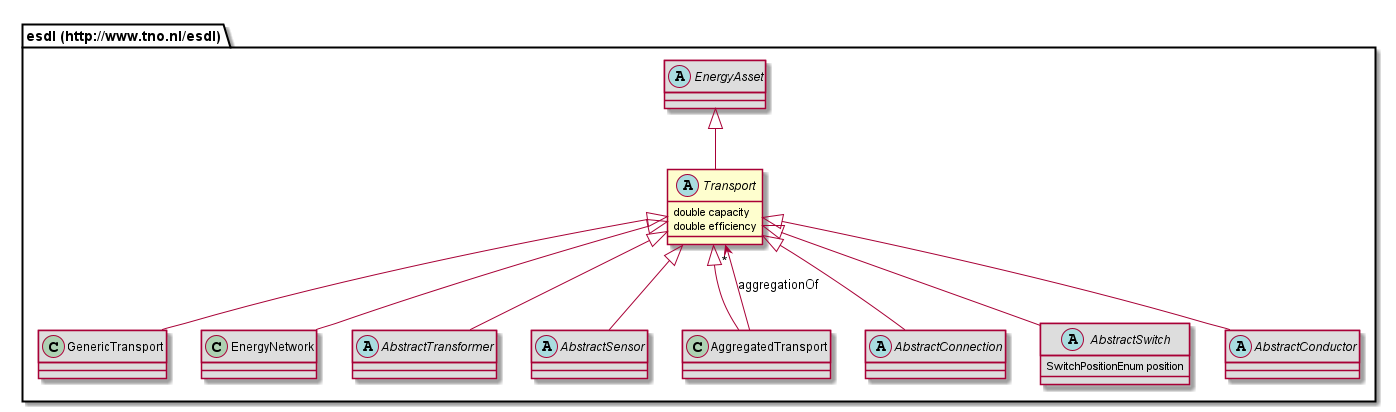 esdl (http://www.tno.nl/esdl)
A EnergyAsset
A Transport
double capacity
double efficiency
*
aggregationOf
C GenericTransport
C EnergyNetwork
A AbstractTransformer
A AbstractSensor
C AggregatedTransport
A AbstractConnection
A AbstractSwitch
SwitchPositionEnum position
A AbstractConductor